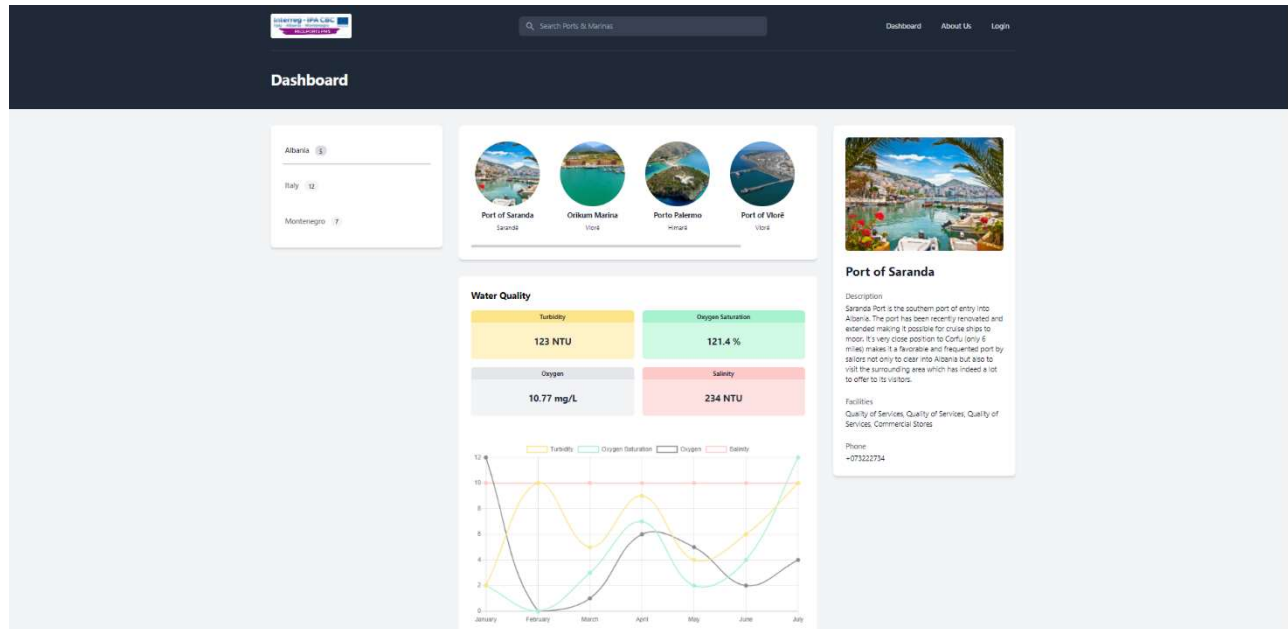 Interreg - IPA CBC
Italy - Albania - Montenegro
Search Ports & Marinas
Dashboard
About Us
Login
Dashboard
Albania 5
Italy 12
Montenegro 7
Port of Saranda
Sarandë
Orikum Marina
Vlorë
Porto Palermo
Himarë
Port of Vlorë
Vlorë
Water Quality
Turbidity
123 NTU
Oxygen Saturation
121.4 %
Oxygen
10.77 mg/L
Salinity
234 NTU
Turbidity
Oxygen Saturation
Oxygen
Salinity
12
10
8
6
4
2
0
January
February
March
April
May
June
July
Port of Saranda
Description
Saranda Port is the southern port of entry into
Albania. The port has been recently renovated and
extended making it possible for cruise ships to
moor. It's very close position to Corfu (only 6
miles) makes it a favorable and frequented port by
sailors not only to clear into Albania but also to
visit the surrounding area which has indeed a lot
to offer to its visitors.
Facilities
Quality of Services, Quality of Services, Quality of
Services, Commercial Stores
Phone
+073222734